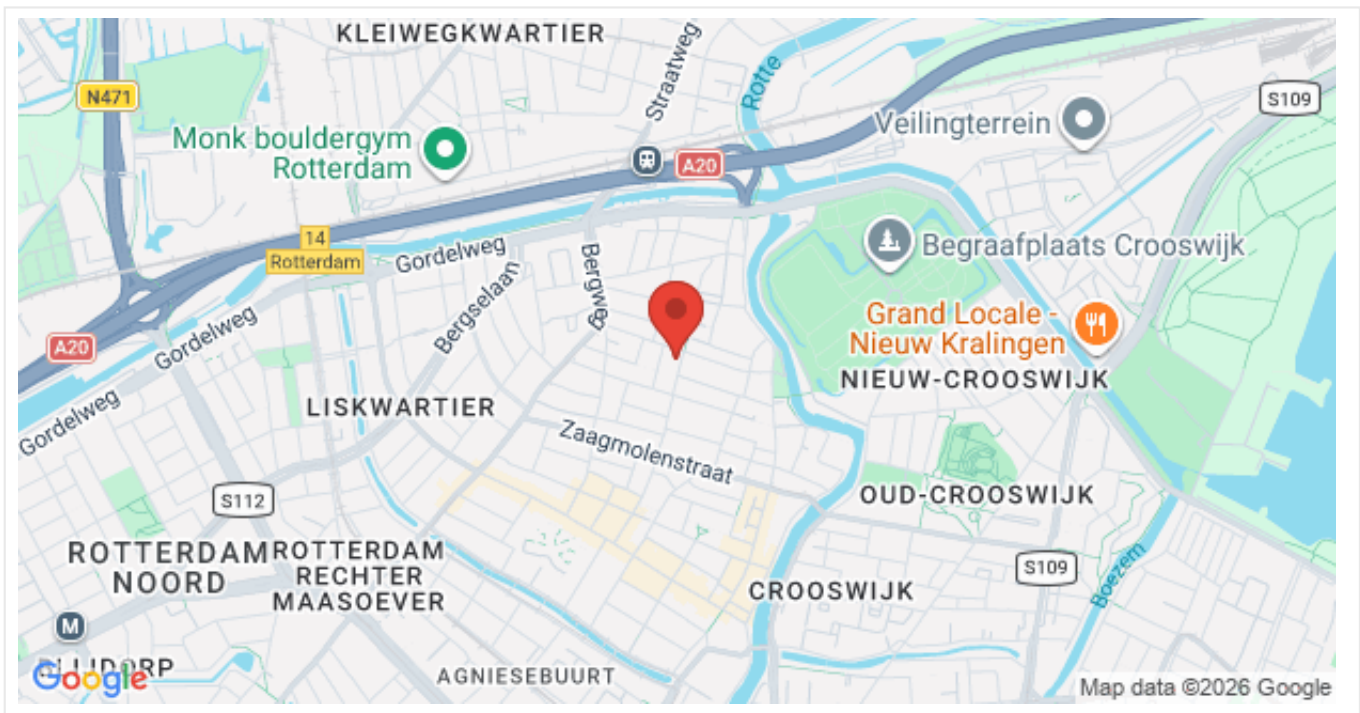 KLEIWEGKWARTIER
Straatweg
Rotte
N471
S109
Monk bouldergym
Rotterdam
Veilingterrein
A20
14
Rotterdam
Gordelweg
Bergselaan
Bergweg
Begraafplaats Crooswijk
Grand Locale -
Nieuw Kralingen
A20
Gordelweg
NIEUW-CROOSWIJK
Gordelweg
LISKWARTIER
Zaagmolenstraat
S112
OUD-CROOSWIJK
ROTTERDAM
NOORD
ROTTERDAM
RECHTER
MAASOEVER
S109
Boezem
CROOSWIJK
M
Google
AGNIESEBUURT
Map data ©2026 Google